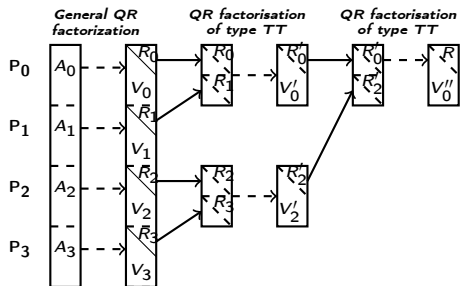 General QR
factorization
QR factorisation
of type TT
QR factorisation
of type TT
P₀ A₀ R₀ V₀ R₀ R₁ R′₀ V′₀ R′₀ R′₂ R V″₀
P₁ A₁ R₁ V₁
P₂ A₂ R₂ V₂ R₂ R₃ R′₂ V′₂
P₃ A₃ R₃ V₃